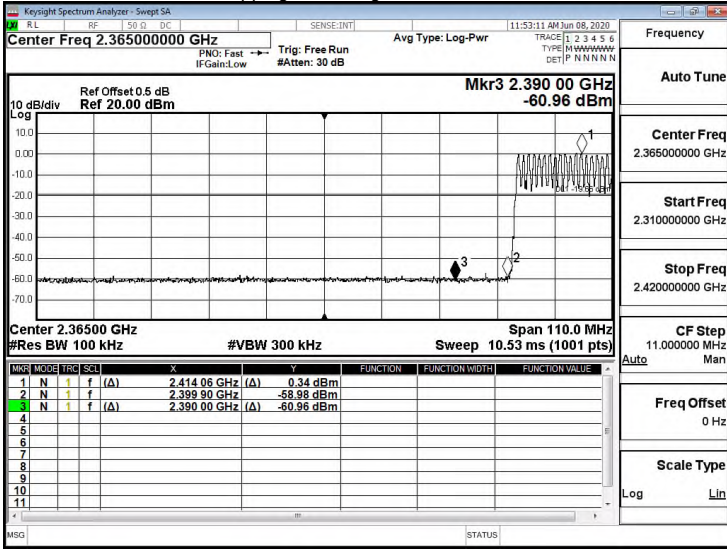 Keysight Spectrum Analyzer - Swept SA
RL RF 50 Ω DC SENSE:INT 11:53:11 AM Jun 08, 2020
Center Freq 2.365000000 GHz
PNO: Fast
IFGain:Low
Trig: Free Run
#Atten: 30 dB
Avg Type: Log-Pwr
TRACE 1 2 3 4 5 6
TYPE M W W W W W
DET P N N N N N
Frequency
Auto Tune
Center Freq
2.365000000 GHz
Start Freq
2.310000000 GHz
Stop Freq
2.420000000 GHz
CF Step
11.000000 MHz
Auto Man
Freq Offset
0 Hz
Scale Type
Log Lin
Ref Offset 0.5 dB
Ref 20.00 dBm
10 dB/div
Log
Mkr3 2.390 00 GHz
-60.96 dBm
10.0
0.00
-10.0
-20.0
-30.0
-40.0
-50.0
-60.0
-70.0
1
2
3
Center 2.36500 GHz
#Res BW 100 kHz
#VBW 300 kHz
Span 110.0 MHz
Sweep 10.53 ms (1001 pts)
MKR MODE TRC SCL X Y FUNCTION FUNCTION WIDTH FUNCTION VALUE
1 N 1 f (Δ) 2.414 06 GHz (Δ) 0.34 dBm
2 N 1 f 2.399 90 GHz -58.98 dBm
3 N 1 f (Δ) 2.390 00 GHz (Δ) -60.96 dBm
4
5
6
7
8
9
10
11
MSG STATUS